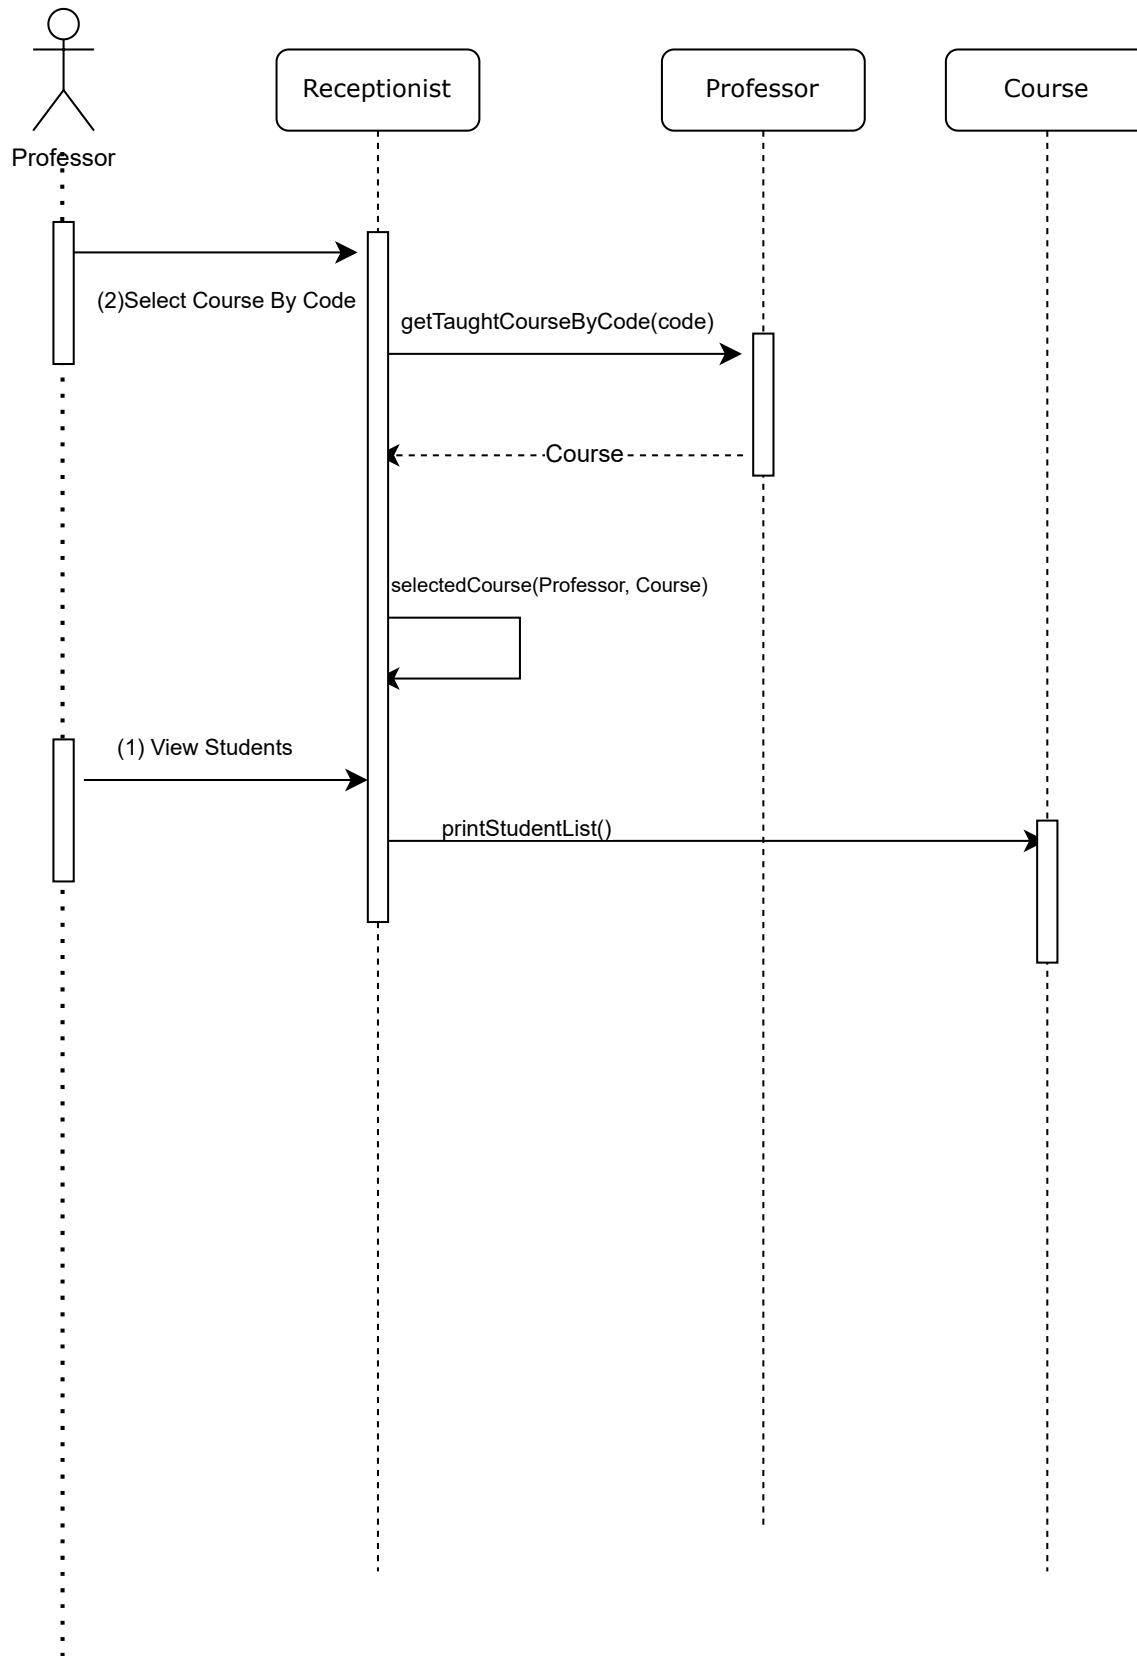 Receptionist
Professor
Course
Professor
(2)Select Course By Code
getTaughtCourseByCode(code)
Course
selectedCourse(Professor, Course)
(1) View Students
printStudentList()